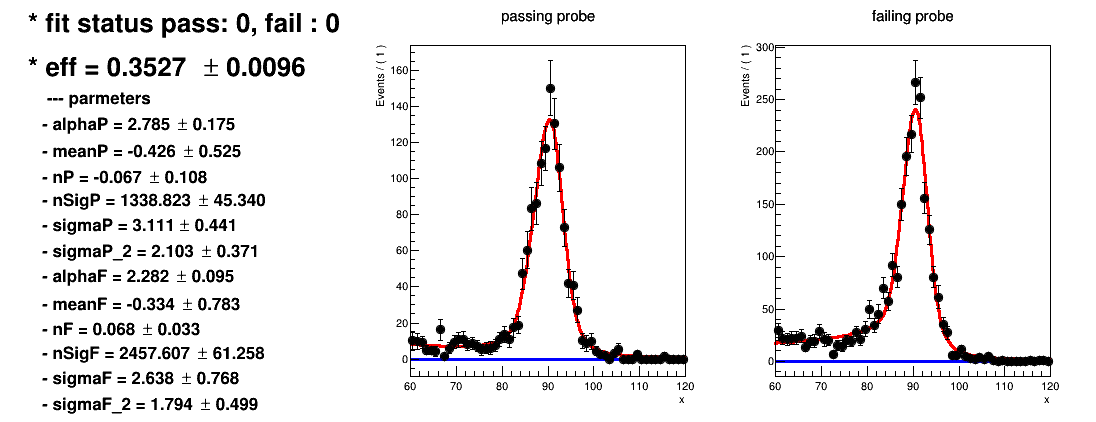 * fit status pass: 0, fail : 0
* eff = 0.3527 ± 0.0096
--- parmeters
- alphaP = 2.785 ± 0.175
- meanP = -0.426 ± 0.525
- nP = -0.067 ± 0.108
- nSigP = 1338.823 ± 45.340
- sigmaP = 3.111 ± 0.441
- sigmaP_2 = 2.103 ± 0.371
- alphaF = 2.282 ± 0.095
- meanF = -0.334 ± 0.783
- nF = 0.068 ± 0.033
- nSigF = 2457.607 ± 61.258
- sigmaF = 2.638 ± 0.768
- sigmaF_2 = 1.794 ± 0.499
passing probe
Events / ( 1 )
160
140
120
100
80
60
40
20
0
60 70 80 90 100 110 120
x
failing probe
Events / ( 1 )
300
250
200
150
100
50
0
60 70 80 90 100 110 120
x